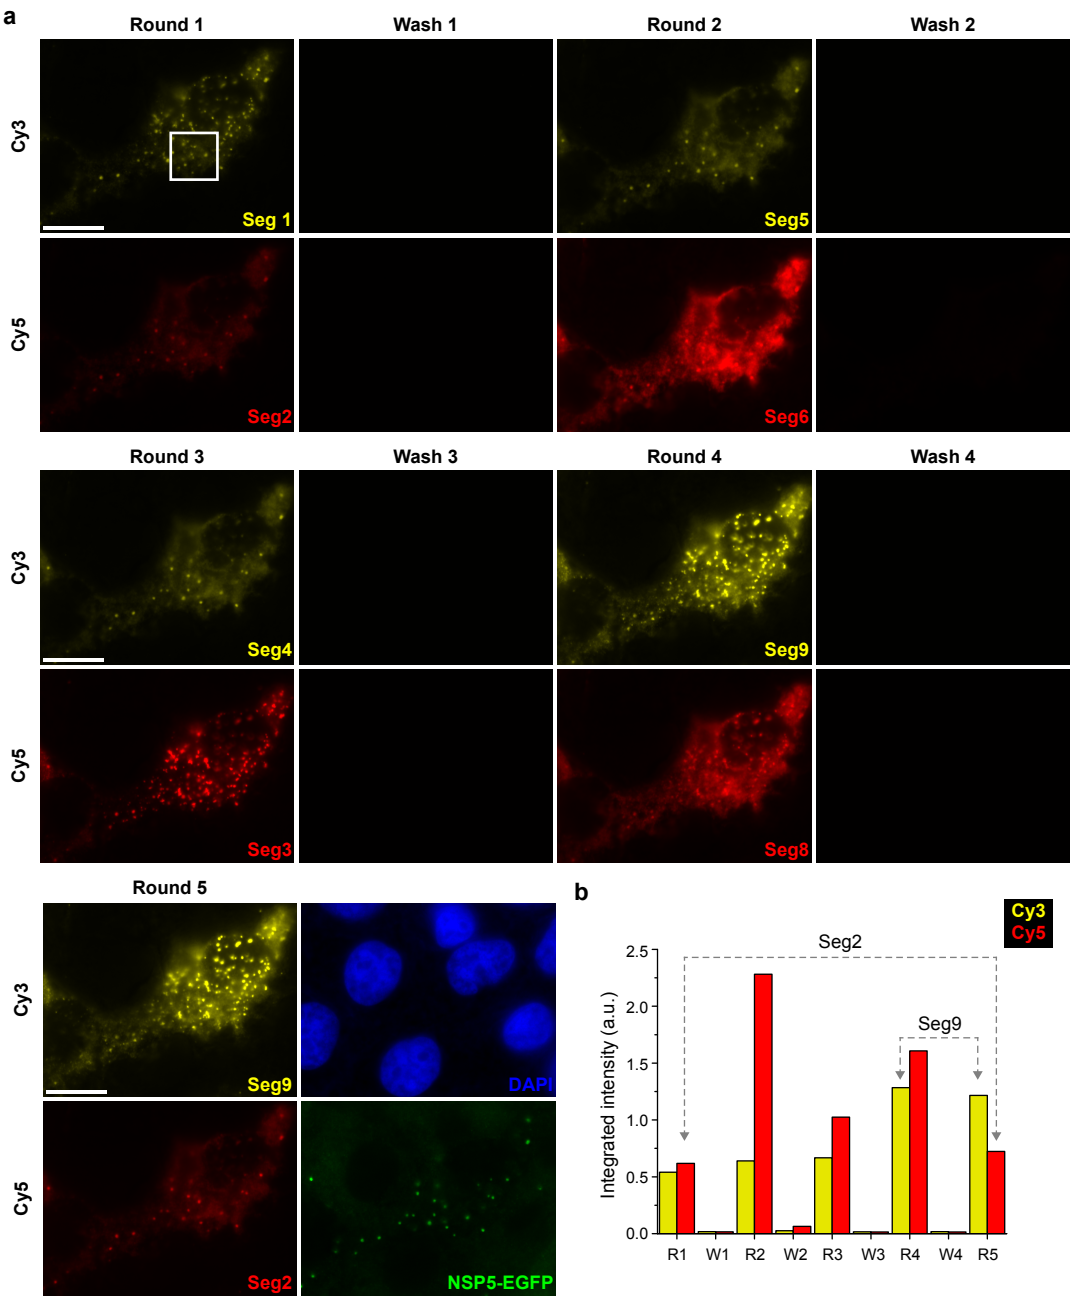 a
Round 1 Wash 1 Round 2 Wash 2
Cy3
Seg 1
Seg5
Cy5
Seg2
Seg6
Round 3 Wash 3 Round 4 Wash 4
Cy3
Seg4
Seg9
Cy5
Seg3
Seg8
Round 5
Cy3
Seg9
DAPI
Cy5
Seg2
NSP5-EGFP
b
Cy3
Cy5
Seg2
Seg9
Integrated intensity (a.u.)
2.5
2.0
1.5
1.0
0.5
0.0
R1 W1 R2 W2 R3 W3 R4 W4 R5